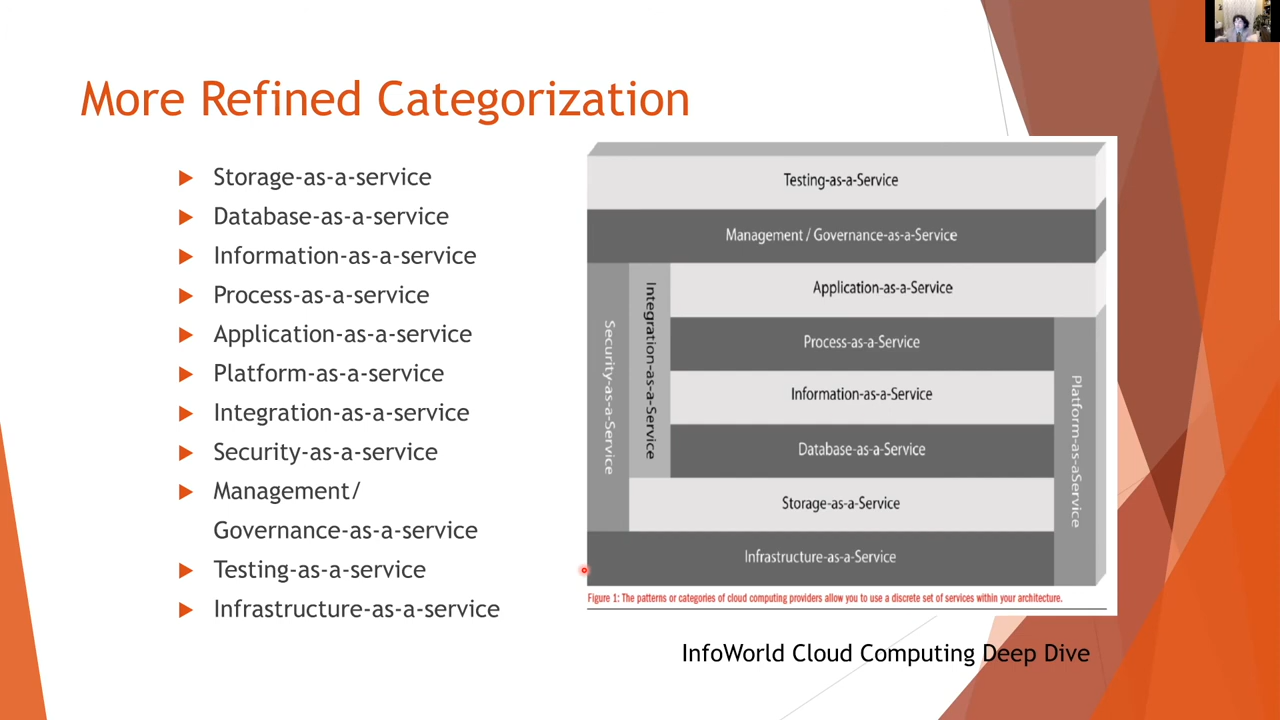 More Refined Categorization
Storage-as-a-service
Database-as-a-service
Information-as-a-service
Process-as-a-service
Application-as-a-service
Platform-as-a-service
Integration-as-a-service
Security-as-a-service
Management/
Governance-as-a-service
Testing-as-a-service
Infrastructure-as-a-service
Testing-as-a-Service
Management / Governance-as-a-Service
Security-as-a-Service
Integration-as-a-Service
Application-as-a-Service
Process-as-a-Service
Information-as-a-Service
Database-as-a-Service
Storage-as-a-Service
Infrastructure-as-a-Service
Platform-as-aService
Figure 1: The patterns or categories of cloud computing providers allow you to use a discrete set of services within your architecture.
InfoWorld Cloud Computing Deep Dive